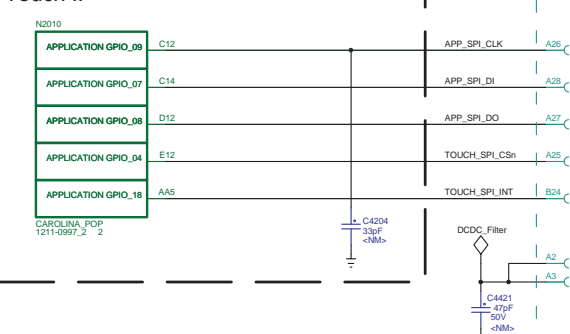 N2010
APPLICATION GPIO_09 C12 APP_SPI_CLK A26
APPLICATION GPIO_07 C14 APP_SPI_DI A28
APPLICATION GPIO_08 D12 APP_SPI_DO A27
APPLICATION GPIO_04 E12 TOUCH_SPI_CSn A25
APPLICATION GPIO_18 AA5 TOUCH_SPI_INT B24
CAROLINA_POP
1211-0997_2 2
C4204
33pF
<NM>
DCDC_Filter
A2
A3
C4421
47pF
50V
<NM>